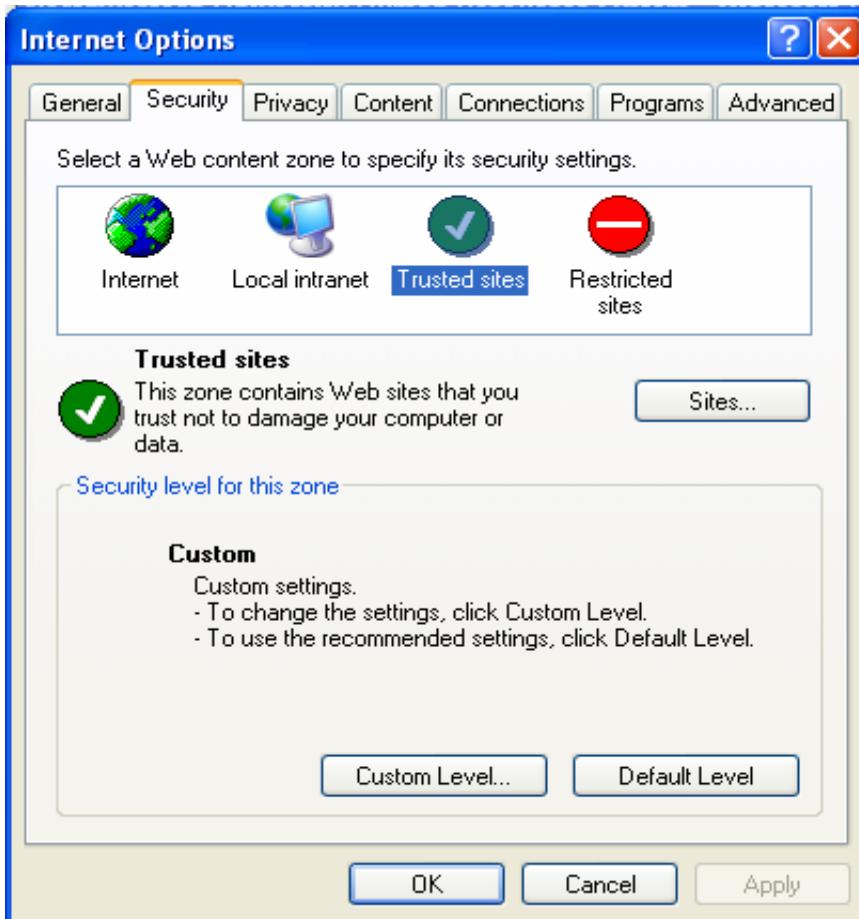 Internet Options
General Security Privacy Content Connections Programs Advanced
Select a Web content zone to specify its security settings.
Internet Local intranet Trusted sites Restricted
sites
Trusted sites
This zone contains Web sites that you
trust not to damage your computer or
data.
Sites...
Security level for this zone
Custom
Custom settings.
- To change the settings, click Custom Level.
- To use the recommended settings, click Default Level.
Custom Level... Default Level
OK Cancel Apply